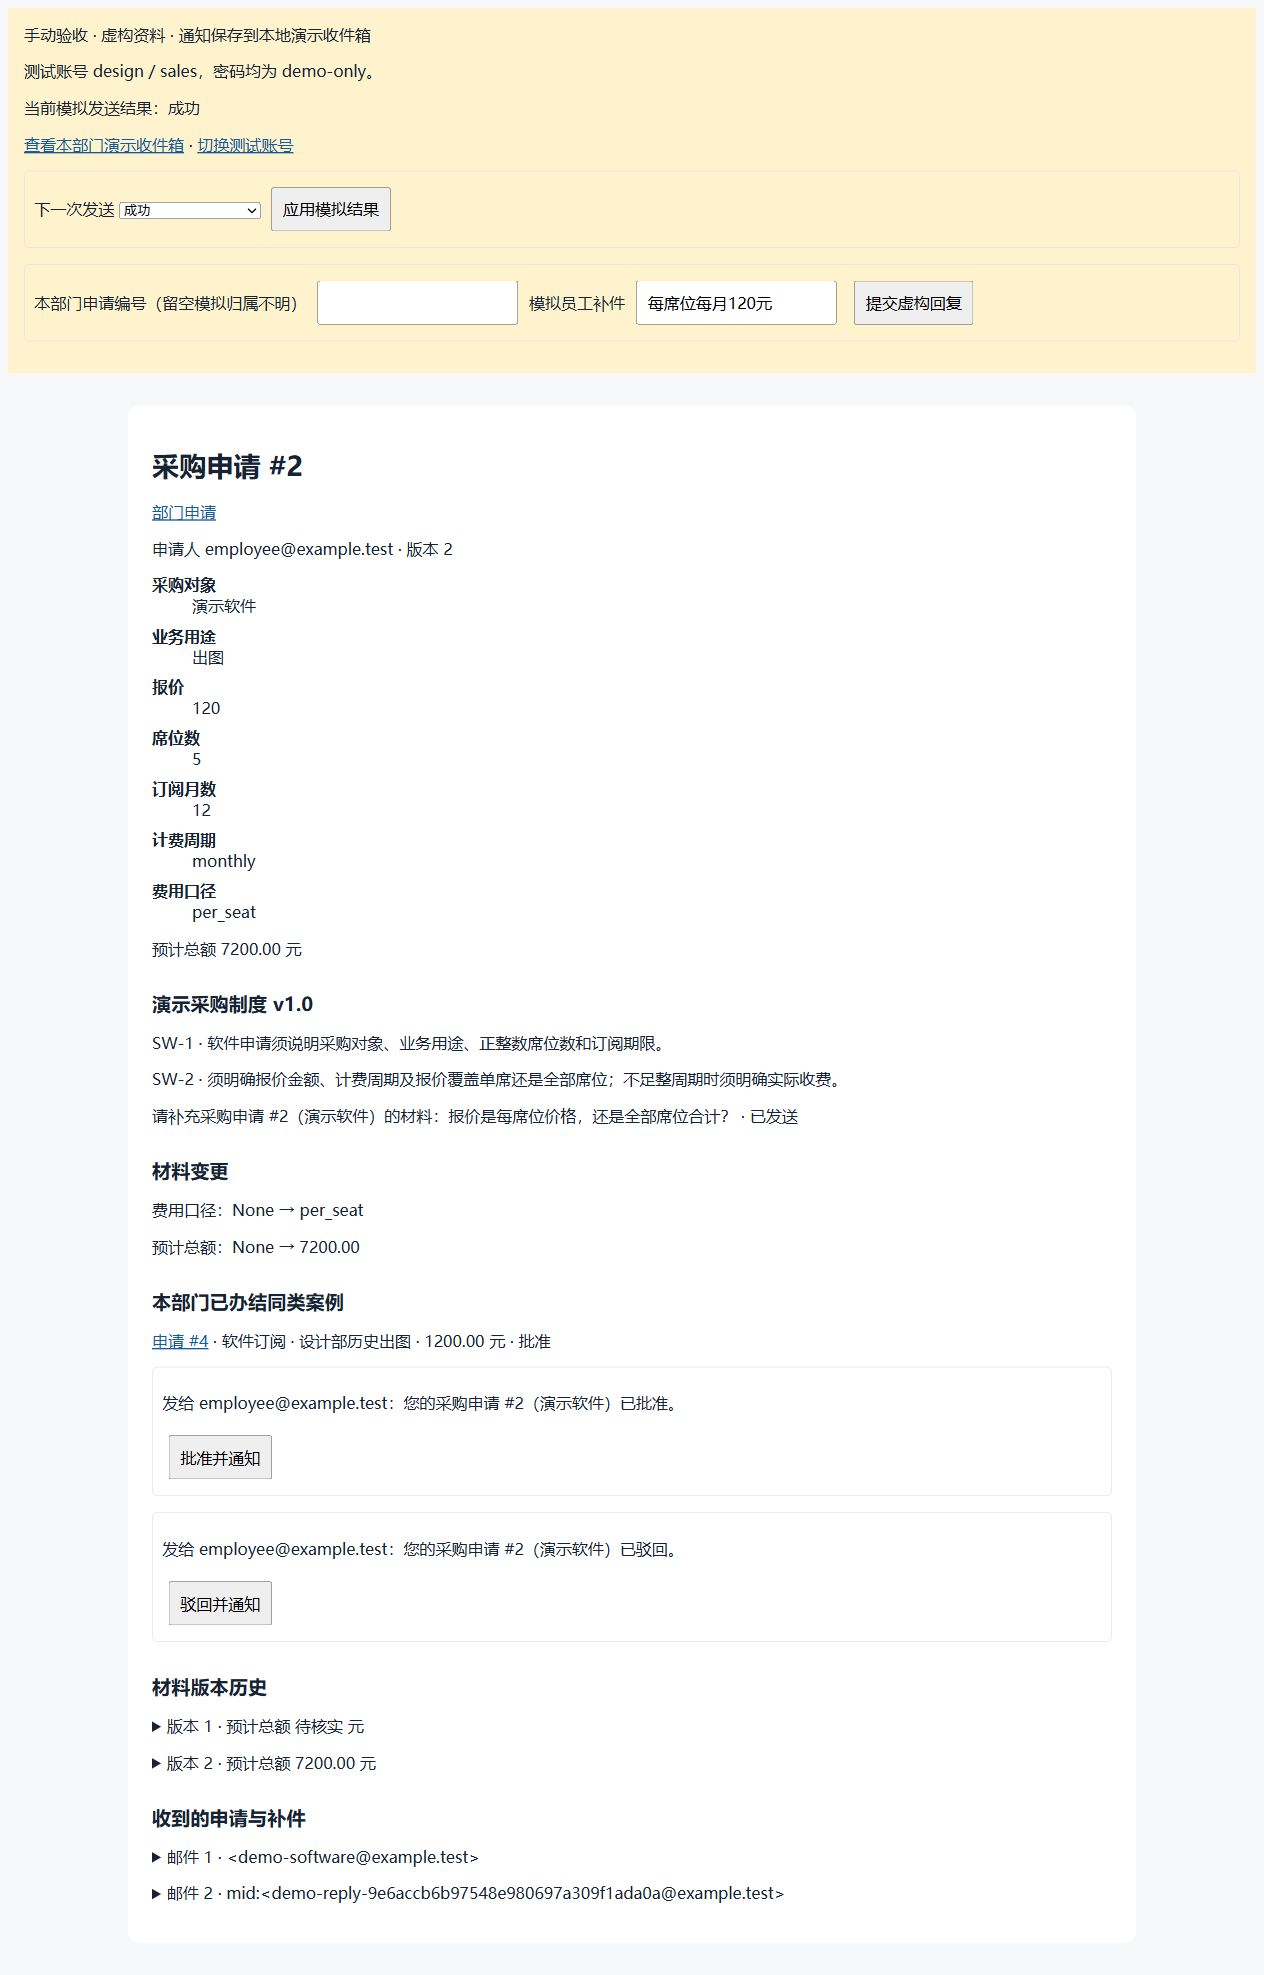 手动验收 · 虚构资料 · 通知保存到本地演示收件箱
测试账号 design / sales，密码均为 demo-only。
当前模拟发送结果：成功
查看本部门演示收件箱 · 切换测试账号
下一次发送 成功 应用模拟结果
本部门申请编号（留空模拟归属不明） 模拟员工补件 每席位每月120元 提交虚构回复
采购申请 #2
部门申请
申请人 employee@example.test · 版本 2
采购对象
演示软件
业务用途
出图
报价
120
席位数
5
订阅月数
12
计费周期
monthly
费用口径
per_seat
预计总额 7200.00 元
演示采购制度 v1.0
SW-1 · 软件申请须说明采购对象、业务用途、正整数席位数和订阅期限。
SW-2 · 须明确报价金额、计费周期及报价覆盖单席还是全部席位；不足整周期时须明确实际收费。
请补充采购申请 #2（演示软件）的材料：报价是每席位价格，还是全部席位合计？ · 已发送
材料变更
费用口径：None → per_seat
预计总额：None → 7200.00
本部门已办结同类案例
申请 #4 · 软件订阅 · 设计部历史出图 · 1200.00 元 · 批准
发给 employee@example.test：您的采购申请 #2（演示软件）已批准。
批准并通知
发给 employee@example.test：您的采购申请 #2（演示软件）已驳回。
驳回并通知
材料版本历史
▶ 版本 1 · 预计总额 待核实 元
▶ 版本 2 · 预计总额 7200.00 元
收到的申请与补件
▶ 邮件 1 · <demo-software@example.test>
▶ 邮件 2 · mid:<demo-reply-9e6accb6b97548e980697a309f1ada0a@example.test>